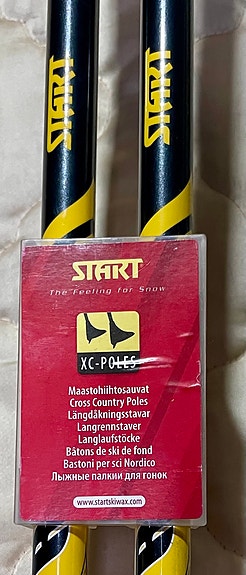 START START
START
The Feeling for Snow
XC-POLES
Maastohiihtosauvat
Cross Country Poles
Längdåkningsstavar
Langrennstaver
Langlaufstöcke
Bâtons de ski de fond
Bastoni per sci Nordico
Лыжные палкии для гонок
www.startskiwax.com